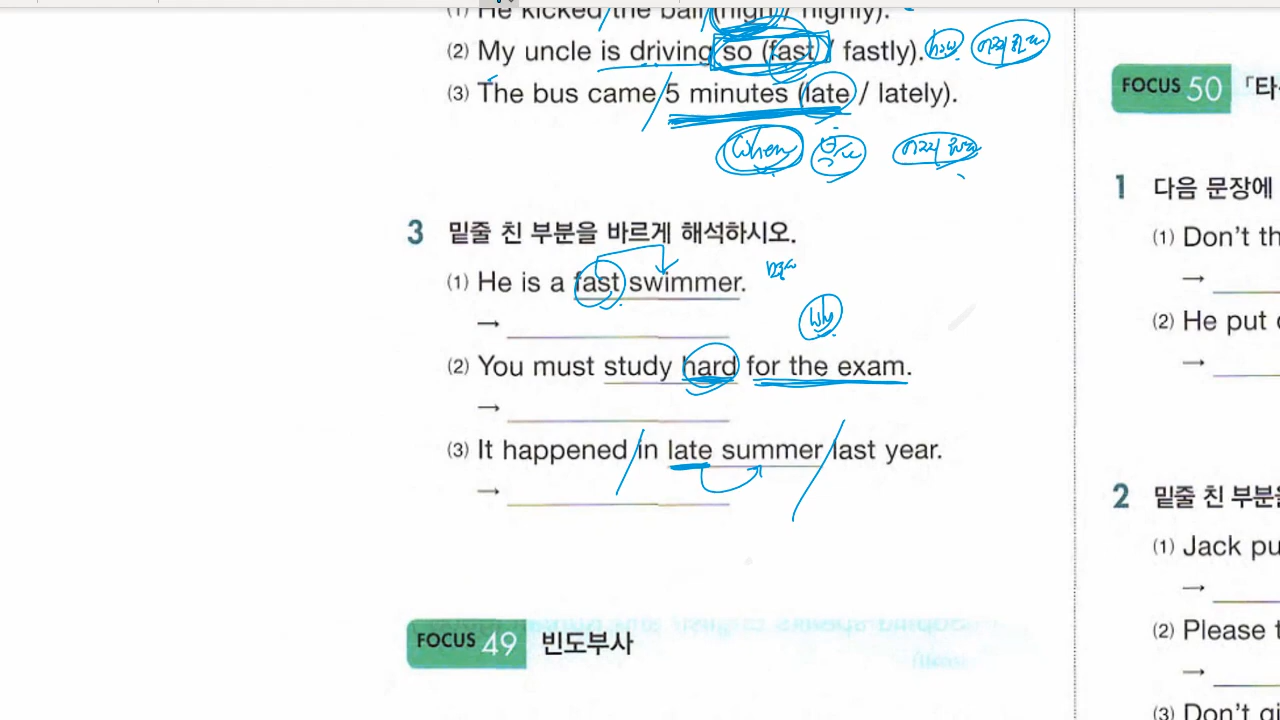 (1) He kicked the ball (high / highly).
(2) My uncle is driving so (fast / fastly). how
(3) The bus came 5 minutes (late / lately).
when
3 밑줄 친 부분을 바르게 해석하시오.
(1) He is a fast swimmer.
→
why
(2) You must study hard for the exam.
→
(3) It happened in late summer last year.
→
FOCUS 49 빈도부사
FOCUS 50 「타
1 다음 문장에
(1) Don't th
→
(2) He put
→
2 밑줄 친 부분을
(1) Jack pu
→
(2) Please t
→
(3) Don't gi